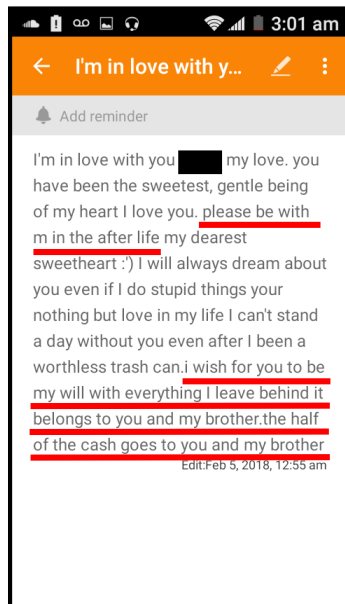 3:01 am
I'm in love with y...
Add reminder
I'm in love with you my love. you
have been the sweetest, gentle being
of my heart I love you. please be with
m in the after life my dearest
sweetheart :') I will always dream about
you even if I do stupid things your
nothing but love in my life I can't stand
a day without you even after I been a
worthless trash can.i wish for you to be
my will with everything I leave behind it
belongs to you and my brother.the half
of the cash goes to you and my brother
Edit:Feb 5, 2018, 12:55 am